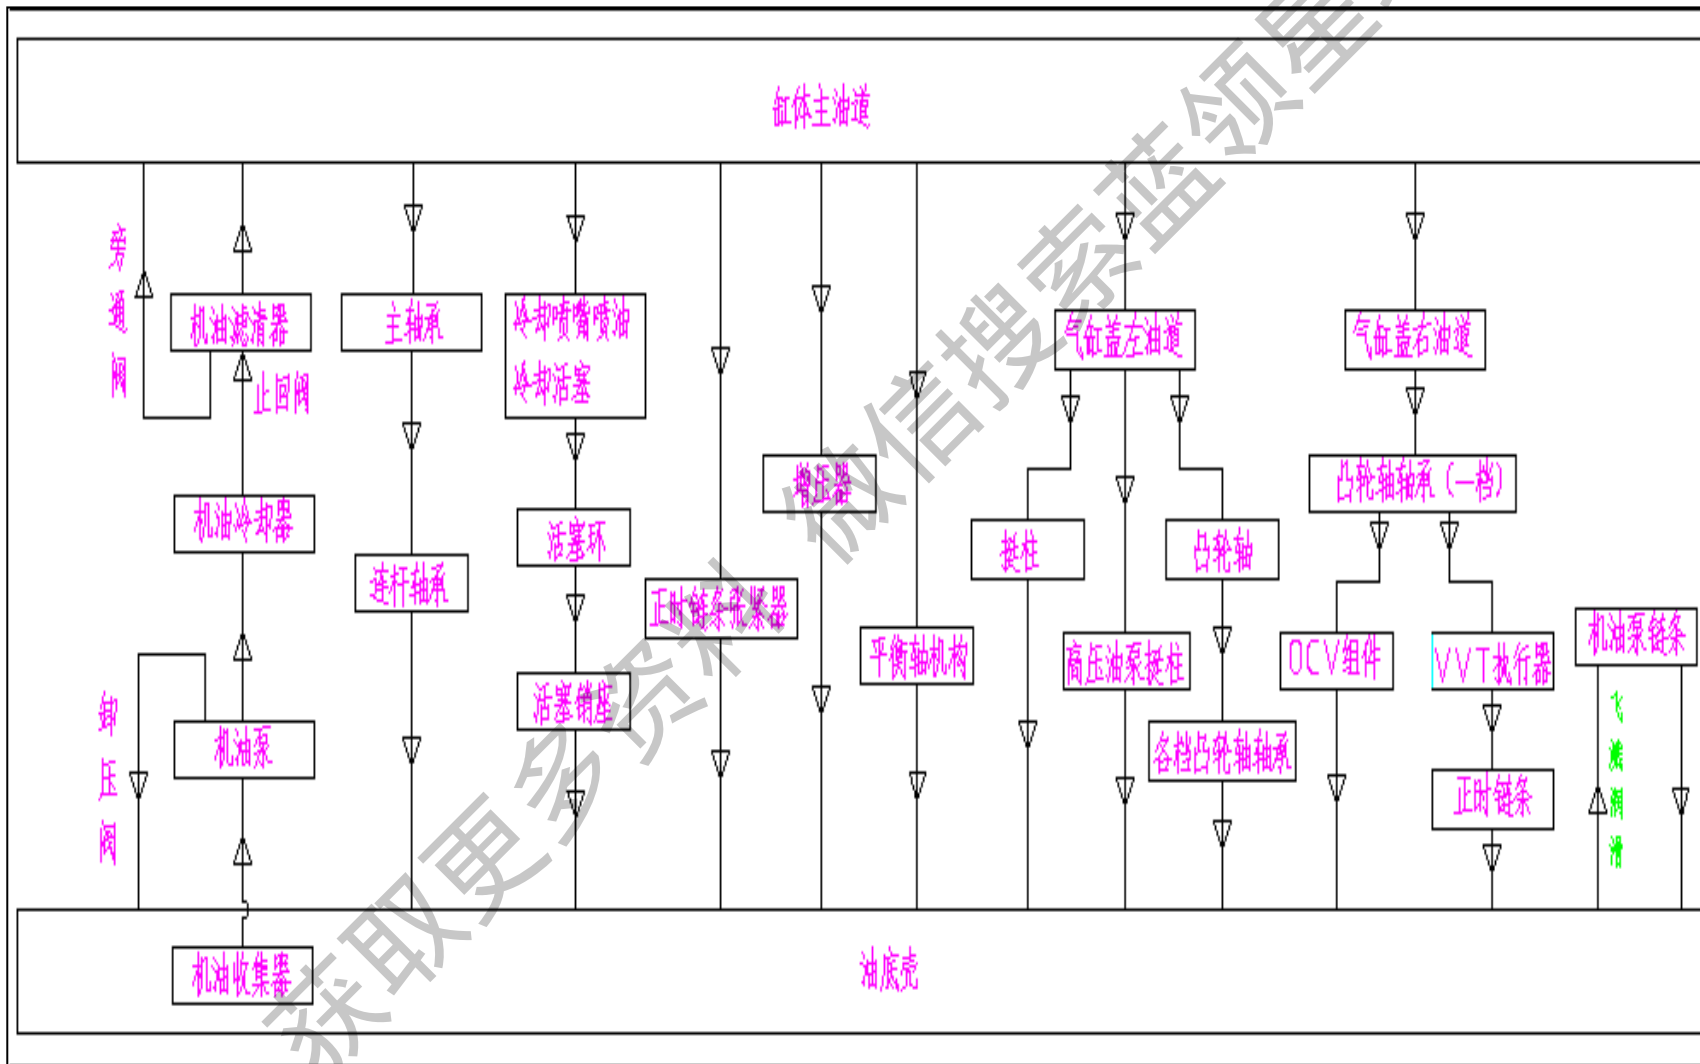 缸体主油道
旁通阀
机油滤清器
止回阀
主轴承
冷却喷嘴喷油
冷却活塞
气缸盖左油道
气缸盖右油道
增压器
凸轮轴轴承(一档)
机油冷却器
活塞环
挺柱
凸轮轴
连杆轴承
正时链条张紧器
平衡轴机构
高压油泵挺柱
OCV组件
VVT执行器
机油泵链条
卸压阀
机油泵
活塞销座
各档凸轮轴轴承
正时链条
飞溅润滑
机油收集器
油底壳
获取更多资料 微信搜索蓝领星